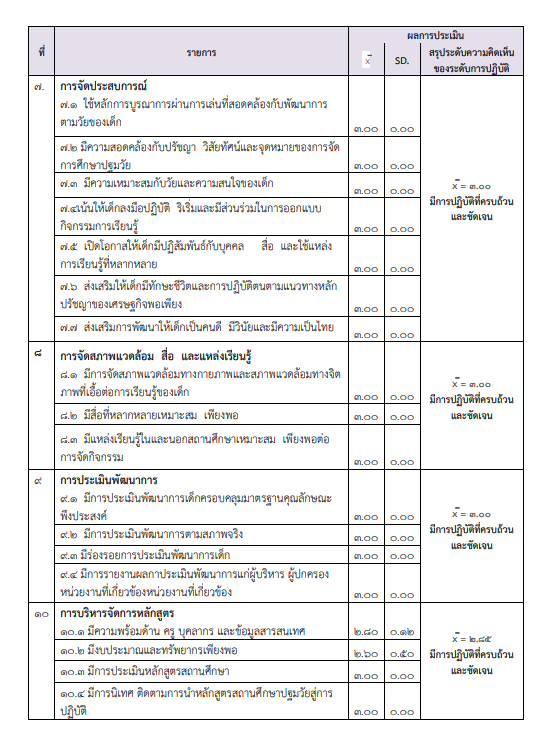 ผลการประเมิน
ที่ รายการ x̄ SD. สรุประดับความคิดเห็น
ของระดับการปฏิบัติ
๗. การจัดประสบการณ์
๗.๑ ใช้หลักการบูรณาการผ่านการเล่นที่สอดคล้องกับพัฒนาการ
ตามวัยของเด็ก ๓.๐๐ ๐.๐๐
๗.๒ มีความสอดคล้องกับปรัชญา วิสัยทัศน์และจุดหมายของการจัด
การศึกษาปฐมวัย ๓.๐๐ ๐.๐๐
๗.๓ มีความเหมาะสมกับวัยและความสนใจของเด็ก ๓.๐๐ ๐.๐๐
x̄ = ๓.๐๐
มีการปฏิบัติที่ครบถ้วน
และชัดเจน
๗.๔เน้นให้เด็กลงมือปฏิบัติ ริเริ่มและมีส่วนร่วมในการออกแบบ
กิจกรรมการเรียนรู้ ๓.๐๐ ๐.๐๐
๗.๕ เปิดโอกาสให้เด็กมีปฏิสัมพันธ์กับบุคคล สื่อ และใช้แหล่ง
การเรียนรู้ที่หลากหลาย ๓.๐๐ ๐.๐๐
๗.๖ ส่งเสริมให้เด็กมีทักษะชีวิตและการปฏิบัติตนตามแนวทางหลัก
ปรัชญาของเศรษฐกิจพอเพียง ๓.๐๐ ๐.๐๐
๗.๗ ส่งเสริมการพัฒนาให้เด็กเป็นคนดี มีวินัยและมีความเป็นไทย ๓.๐๐ ๐.๐๐
๘ การจัดสภาพแวดล้อม สื่อ และแหล่งเรียนรู้
๘.๑ มีการจัดสภาพแวดล้อมทางกายภาพและสภาพแวดล้อมทางจิต
ภาพที่เอื้อต่อการเรียนรู้ของเด็ก ๓.๐๐ ๐.๐๐
x̄ = ๓.๐๐
มีการปฏิบัติที่ครบถ้วน
และชัดเจน
๘.๒ มีสื่อที่หลากหลายเหมาะสม เพียงพอ ๓.๐๐ ๐.๐๐
๘.๓ มีแหล่งเรียนรู้ในและนอกสถานศึกษาเหมาะสม เพียงพอต่อ
การจัดกิจกรรม ๓.๐๐ ๐.๐๐
๙ การประเมินพัฒนาการ
๙.๑ มีการประเมินพัฒนาการเด็กครอบคลุมมาตรฐานคุณลักษณะ
พึงประสงค์ ๓.๐๐ ๐.๐๐
x̄ = ๓.๐๐
มีการปฏิบัติที่ครบถ้วน
และชัดเจน
๙.๒ มีการประเมินพัฒนาการตามสภาพจริง ๓.๐๐ ๐.๐๐
๙.๓ มีร่องรอยการประเมินพัฒนาการเด็ก ๓.๐๐ ๐.๐๐
๙.๔ มีการรายงานผลกาประเมินพัฒนาการแก่ผู้บริหาร ผู้ปกครอง
หน่วยงานที่เกี่ยวข้องหน่วยงานที่เกี่ยวข้อง ๓.๐๐ ๐.๐๐
๑๐ การบริหารจัดการหลักสูตร
๑๐.๑ มีความพร้อมด้าน ครู บุคลากร และข้อมูลสารสนเทศ ๒.๘๐ ๐.๑๒
๑๐.๒ มีงบประมาณและทรัพยากรเพียงพอ ๒.๖๐ ๐.๕๐
x̄ = ๒.๘๕
มีการปฏิบัติที่ครบถ้วน
และชัดเจน
๑๐.๓ มีการประเมินหลักสูตรสถานศึกษา ๓.๐๐ ๐.๐๐
๑๐.๔ มีการนิเทศ ติดตามการนำหลักสูตรสถานศึกษาปฐมวัยสู่การ
ปฏิบัติ ๓.๐๐ ๐.๐๐